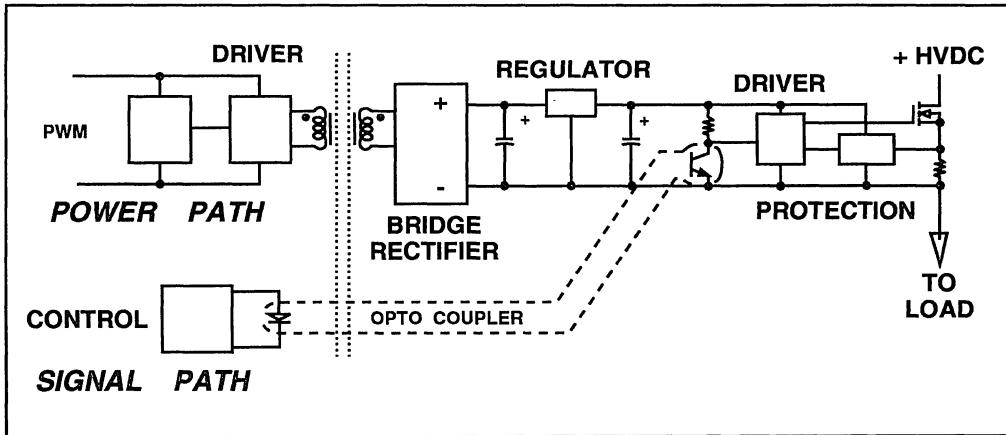 DRIVER
REGULATOR
+ HVDC
DRIVER
PWM
+
+
+
-
POWER PATH
BRIDGE
RECTIFIER
PROTECTION
TO
LOAD
CONTROL
OPTO COUPLER
SIGNAL PATH